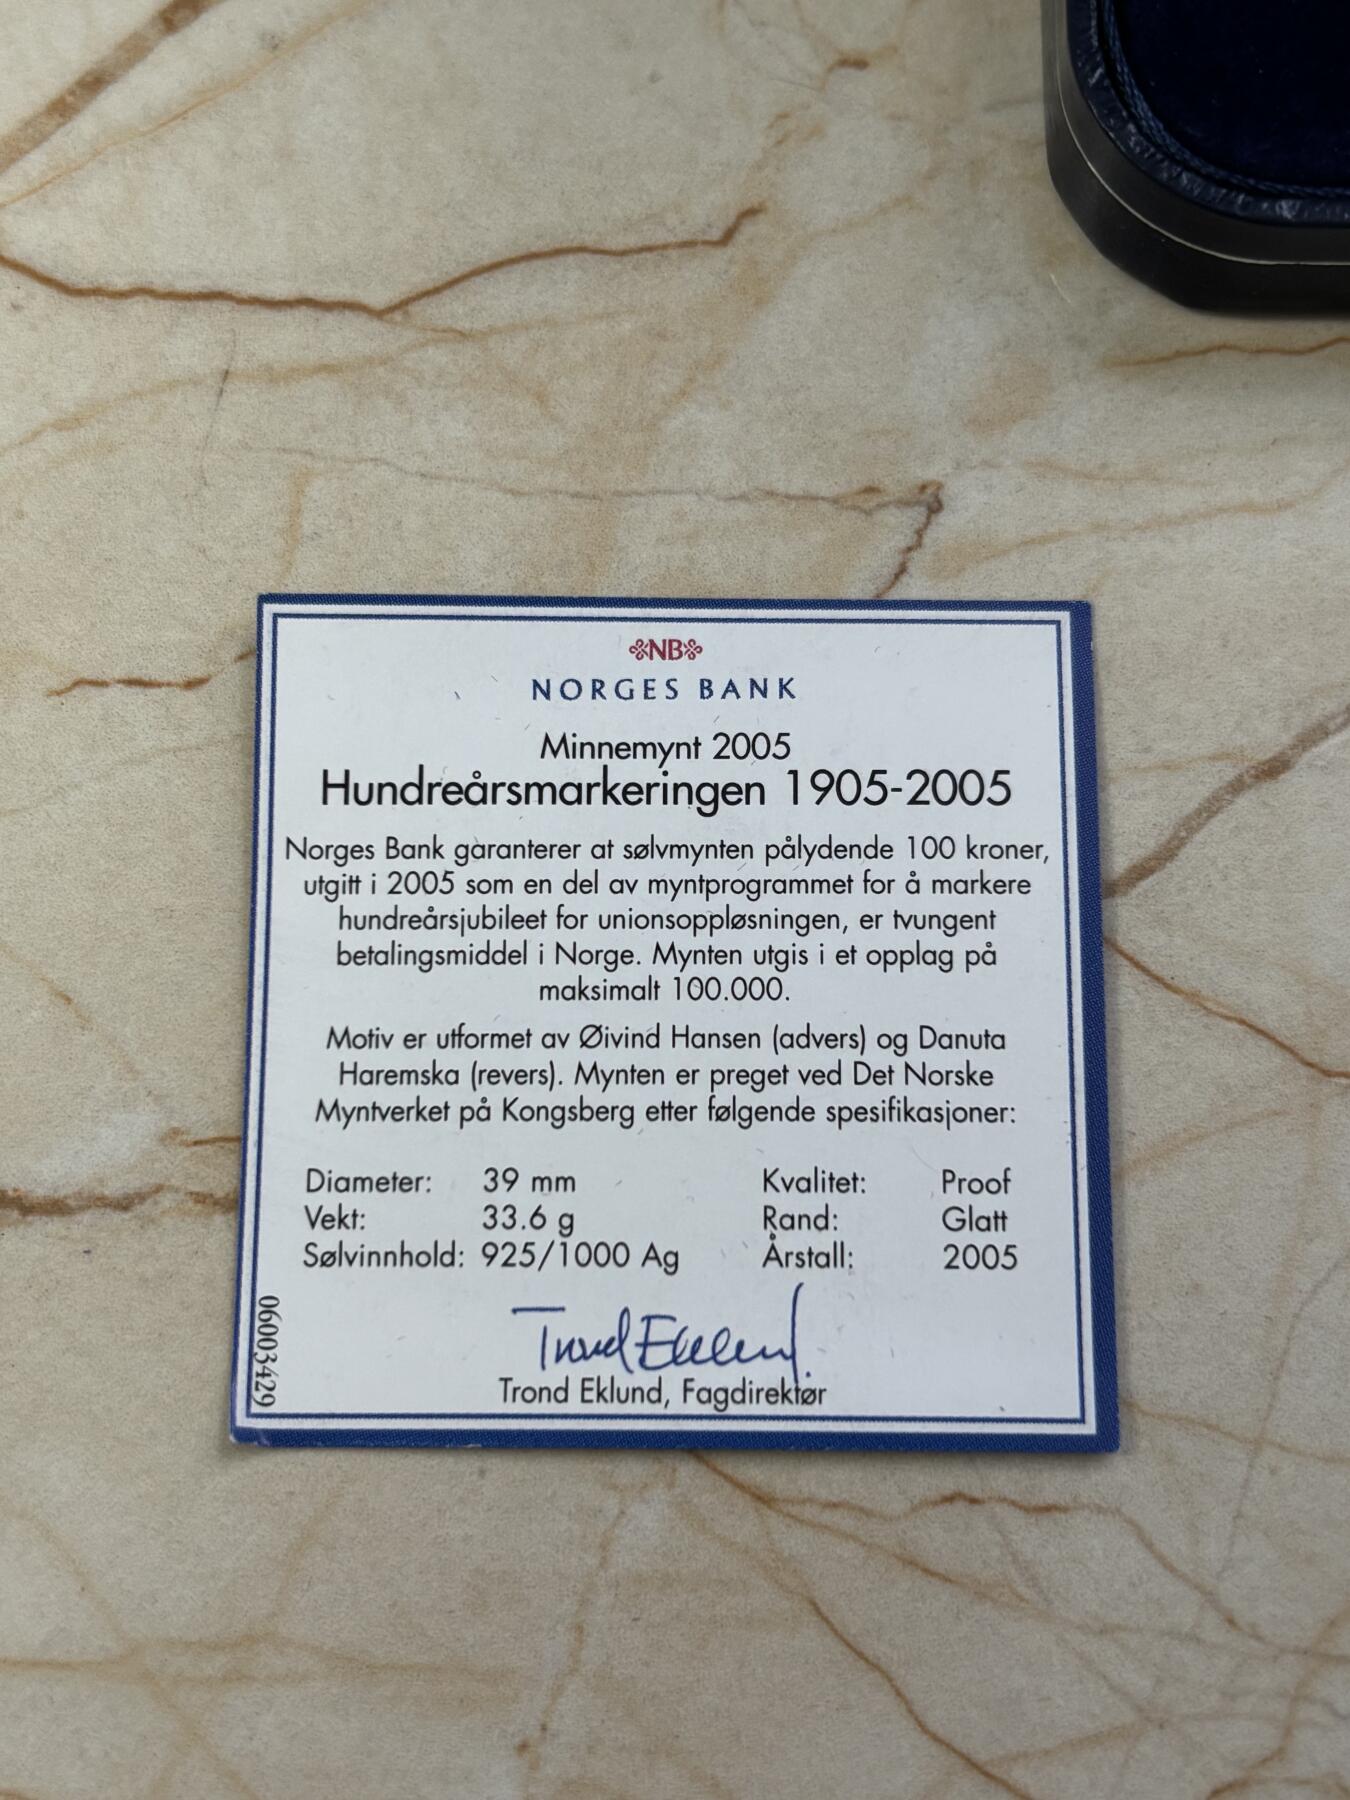 NB
NORGES BANK
Minnemynt 2005
Hundreårsmarkeringen 1905-2005
Norges Bank garanterer at sølvmynten pålydende 100 kroner,
utgitt i 2005 som en del av myntprogrammet for å markere
hundreårsjubileet for unionsoppløsningen, er tvungent
betalingsmiddel i Norge. Mynten utgis i et opplag på
maksimalt 100.000.
Motiv er utformet av Øivind Hansen (advers) og Danuta
Haremska (revers). Mynten er preget ved Det Norske
Myntverket på Kongsberg etter følgende spesifikasjoner:
Diameter: 39 mm Kvalitet: Proof
Vekt: 33.6 g Rand: Glatt
Sølvinnhold: 925/1000 Ag Årstall: 2005
Trond Eklund
Trond Eklund, Fagdirektør
06003429